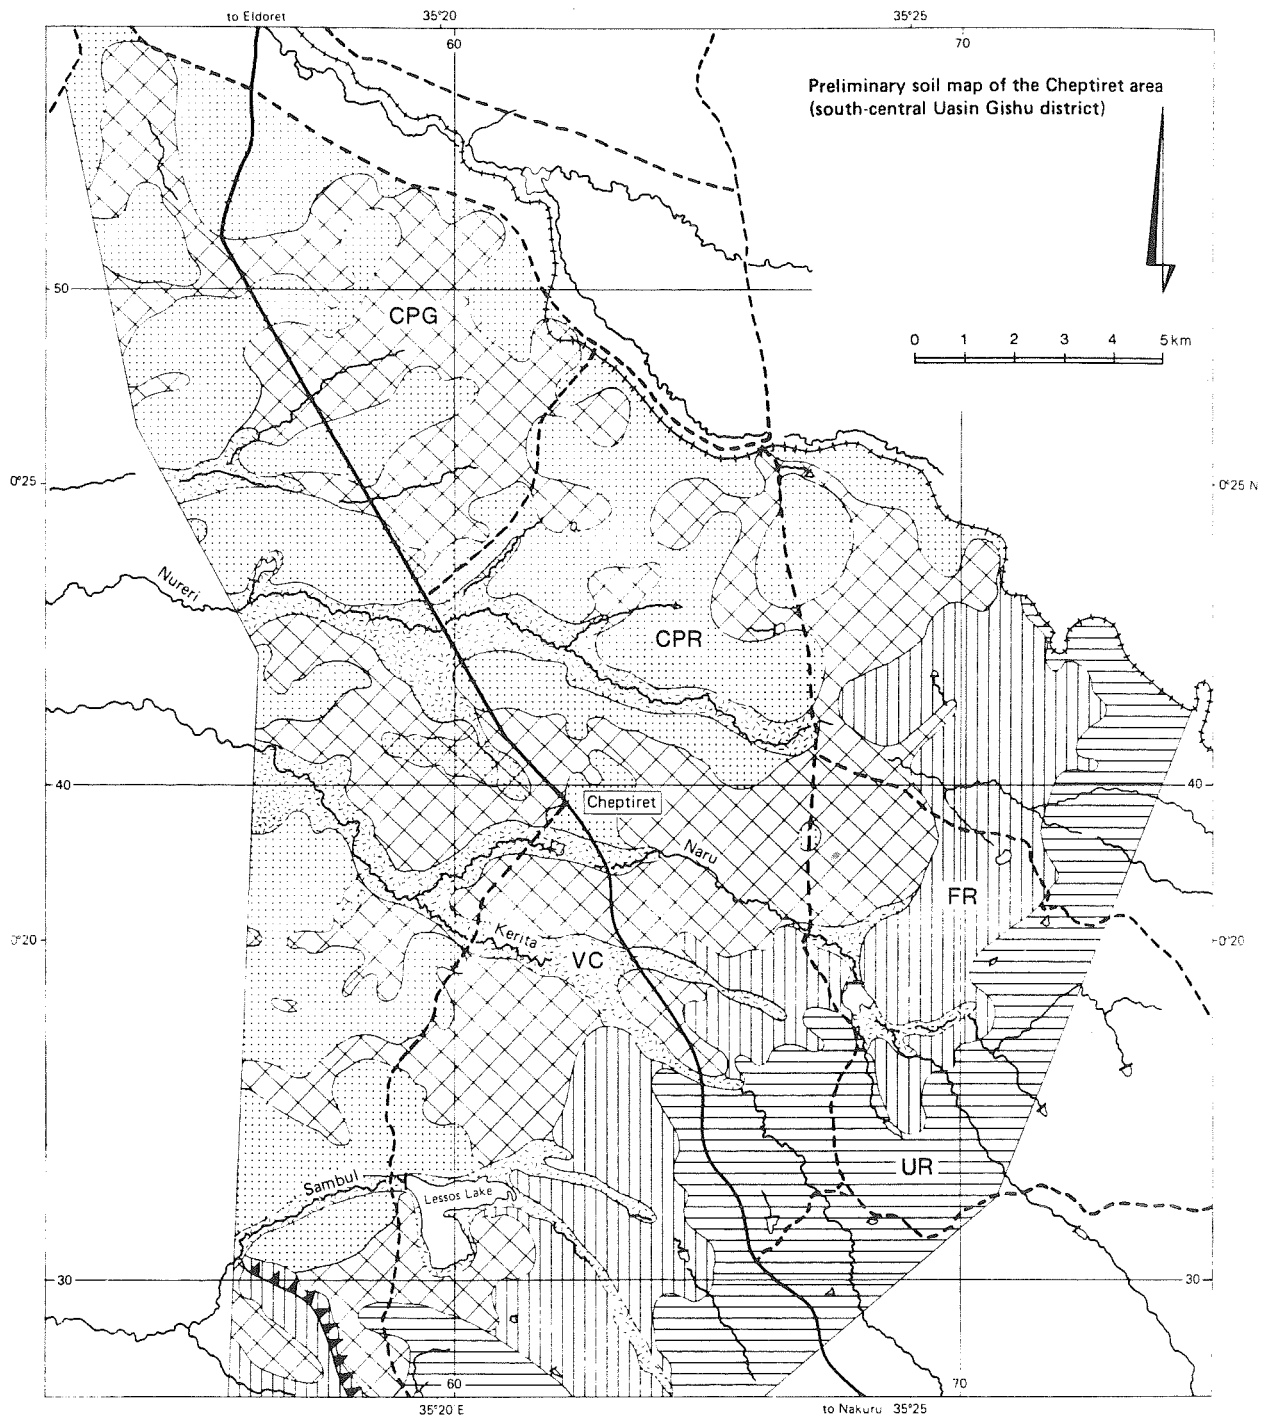 to Eldoret
35°20
35°25
60
70
Preliminary soil map of the Cheptiret area
(south-central Uasin Gishu district)
50
CPG
0 1 2 3 4 5 km
0°25
0°25 N
Nureri
CPR
40
40
Cheptiret
Naru
FR
Kerita
0°20
0°20
VC
UR
Sambul
Lessos Lake
30
30
60
70
35°20 E
to Nakuru 35°25